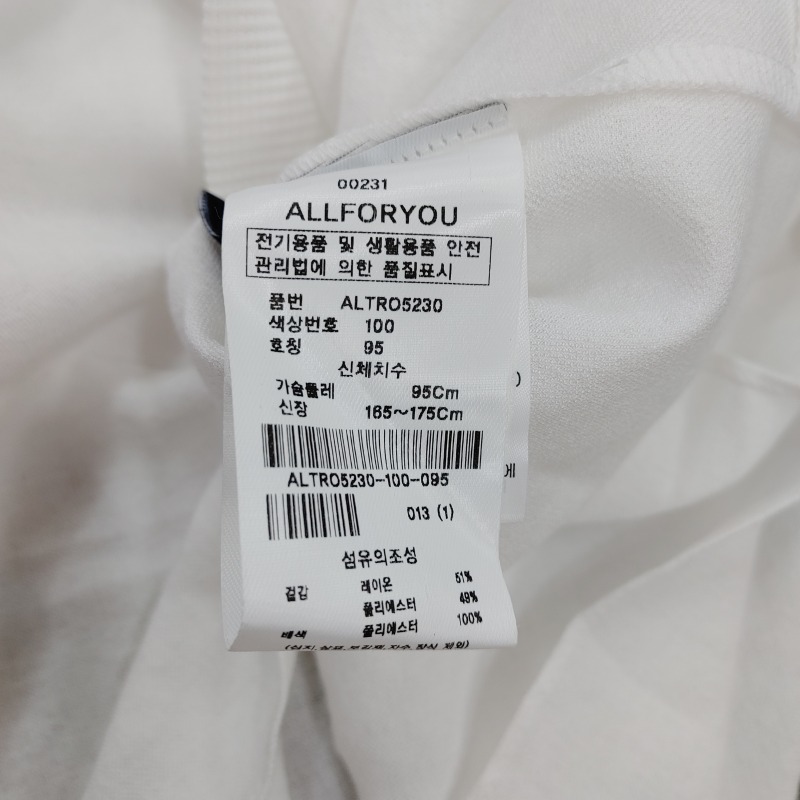 00231
ALLFORYOU
전기용품 및 생활용품 안전
관리법에 의한 품질표시
품번 ALTRO5230
색상번호 100
호칭 95
신체치수
가슴둘레 95Cm
신장 165~175Cm
)
ALTRO5230-100-095
에
013 (1)
섬유의조성
겉감 레이온 51%
폴리에스터 49%
배색 폴리에스터 100%